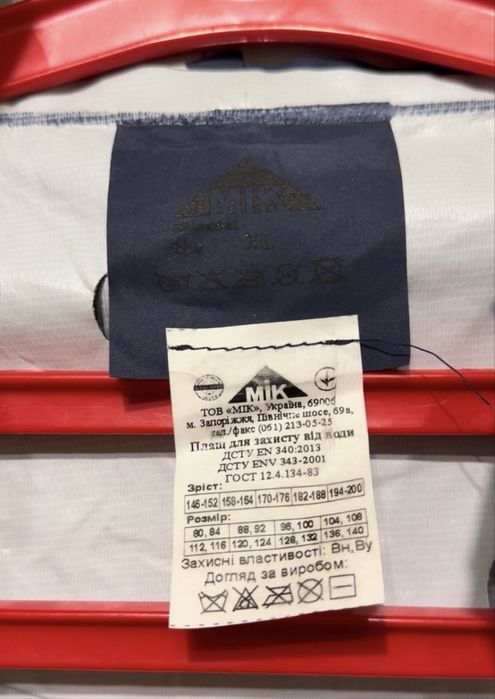 МІК
XL
МІК
ТОВ «МІК», Україна, 69006
м. Запоріжжя, Північне шосе, 69а,
тел./факс (061) 213-05-25
Плащ для захисту від води
ДСТУ EN 340:2013
ДСТУ ENV 343-2001
ГОСТ 12.4.134-83
Зріст:
146-152 158-164 170-176 182-188 194-200
Розмір:
80, 84 88, 92 96, 100 104, 108
112, 116 120, 124 128, 132 136, 140
Захисні властивості: Вн, Ву
Догляд за виробом: